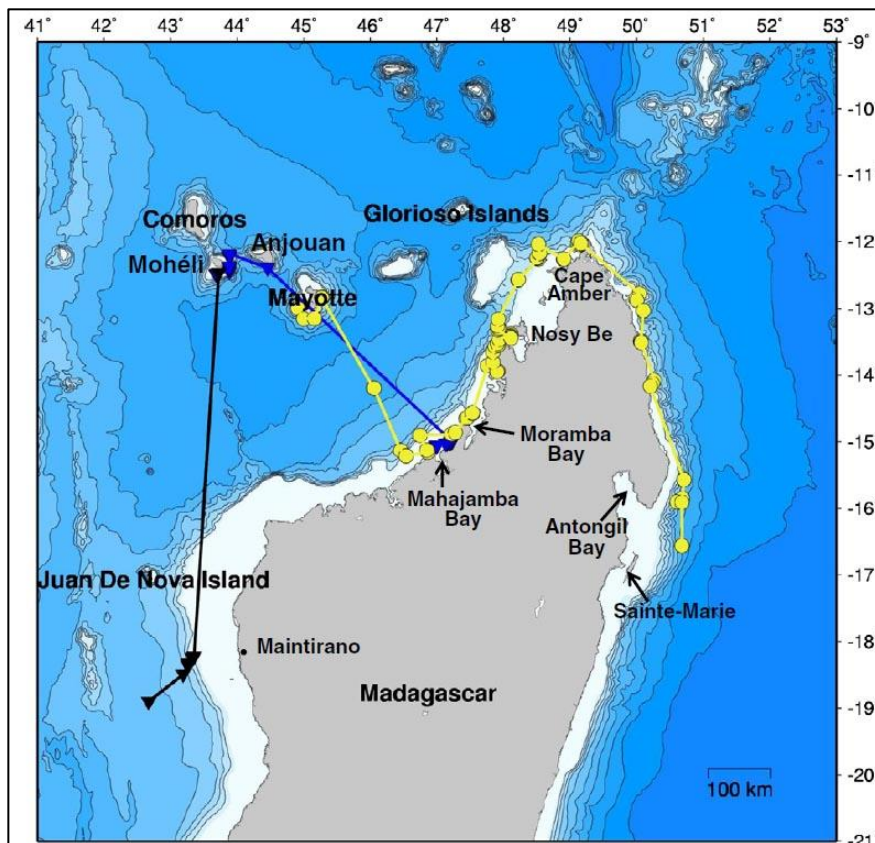 41° 42° 43° 44° 45° 46° 47° 48° 49° 50° 51° 52° 53°
-9°
-10
-11
Comoros
Glorioso Islands
Anjouan
-12
Mohéli
Cape
Amber
Mayotte
-13
Nosy Be
-14
Moramba
Bay
-15
Mahajamba
Bay
Antongil
Bay
-16
Juan De Nova Island
-17
Sainte-Marie
Maintirano
-18
Madagascar
-19
-20
100 km
-21